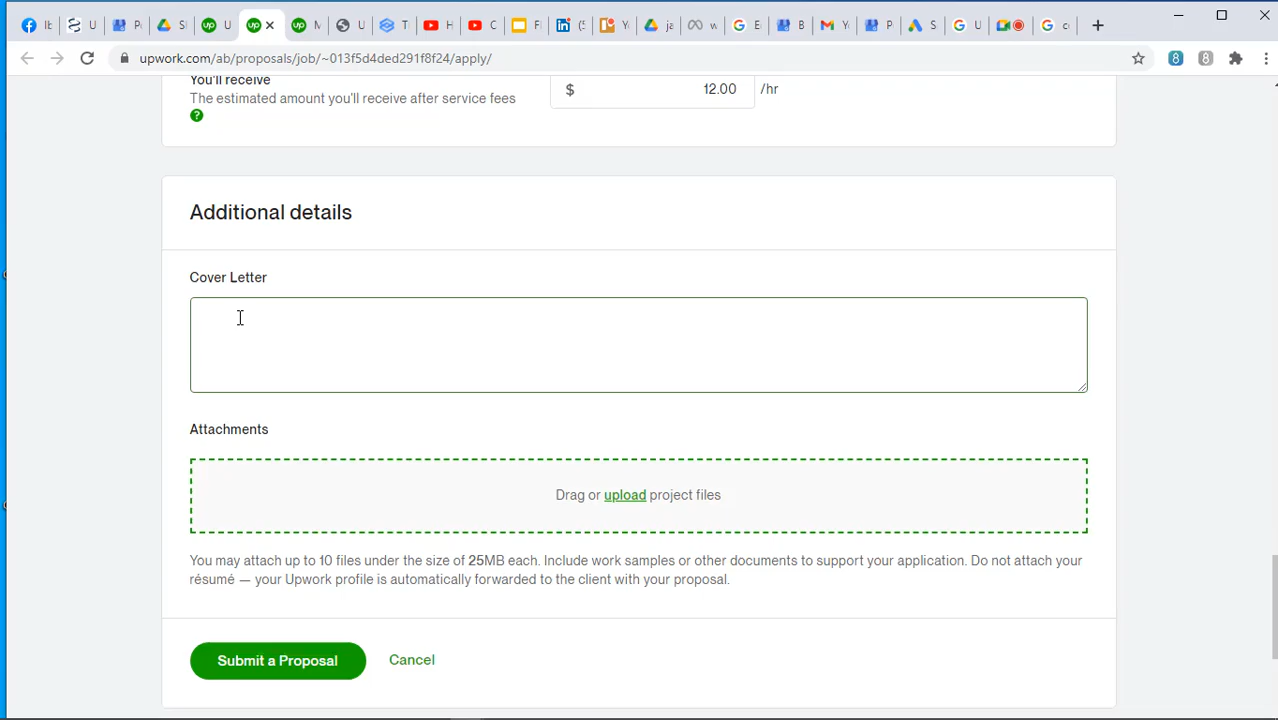 upwork.com/ab/proposals/job/~013f5d4ded291f8f24/apply/
You'll receive
The estimated amount you'll receive after service fees
$ 12.00 /hr
Additional details
Cover Letter
Attachments
Drag or upload project files
You may attach up to 10 files under the size of 25MB each. Include work samples or other documents to support your application. Do not attach your
résumé — your Upwork profile is automatically forwarded to the client with your proposal.
Submit a Proposal
Cancel